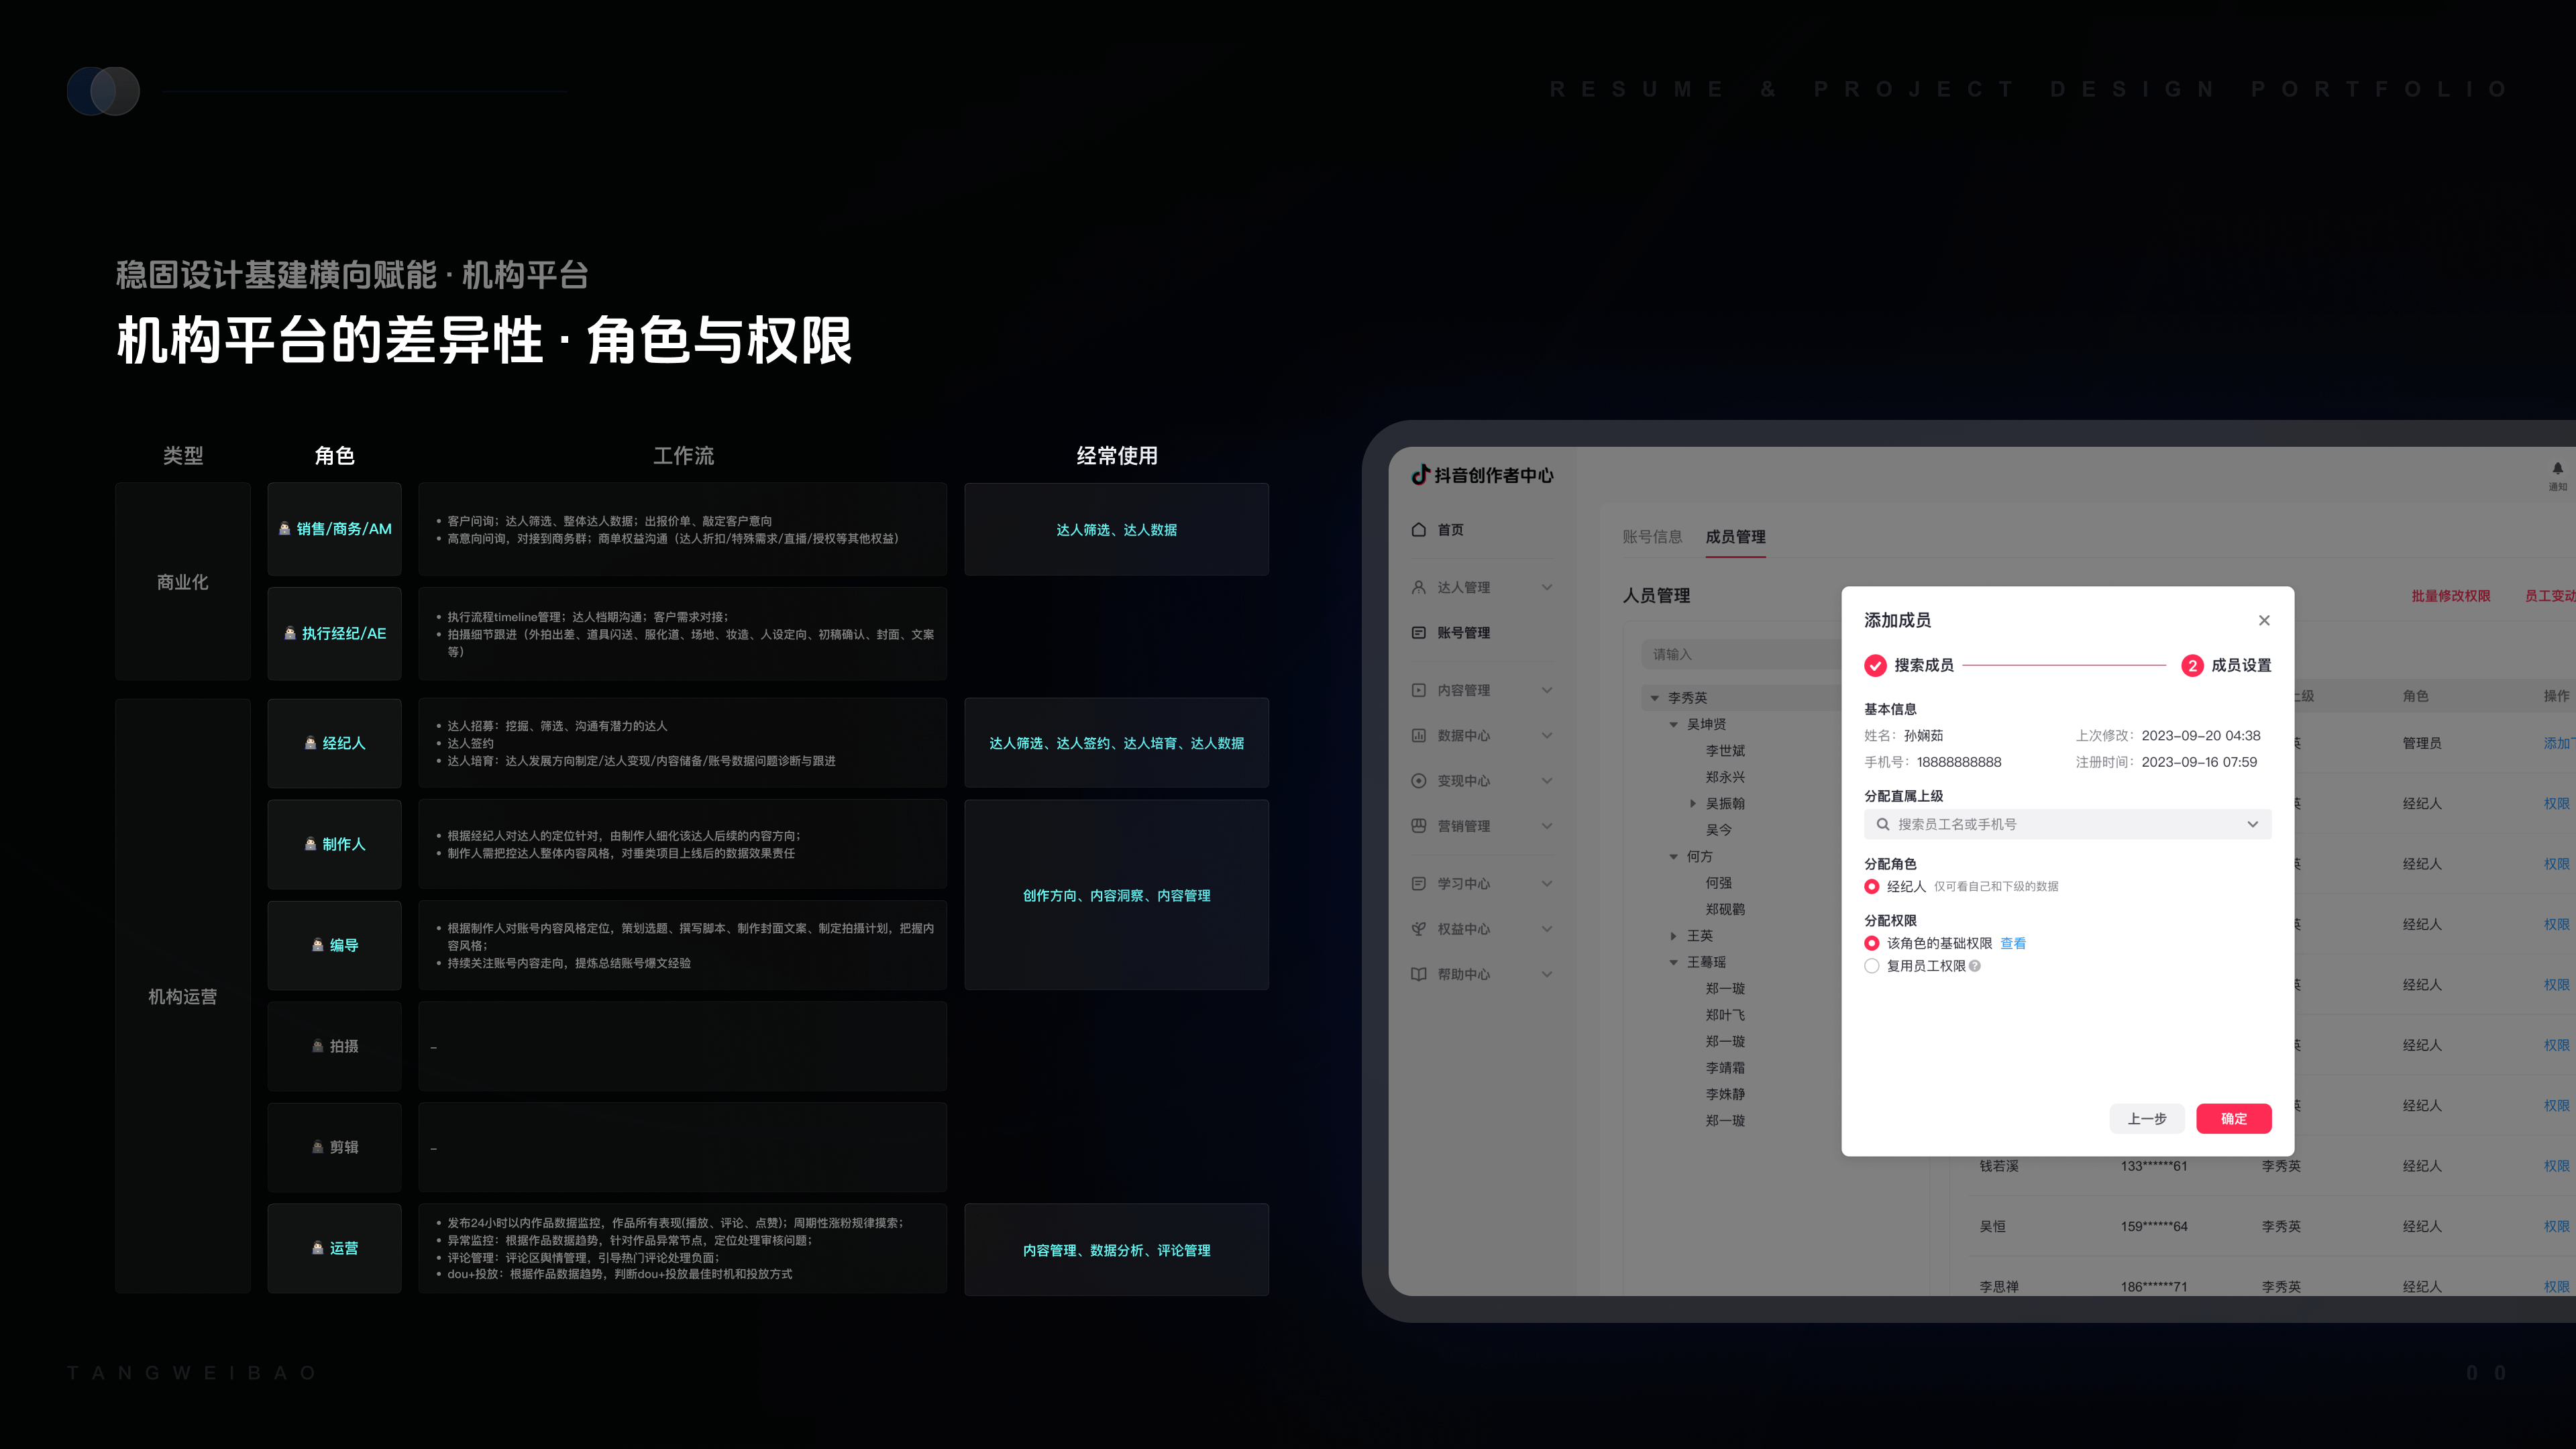 RESUME & PROJECT DESIGN PORTFOLIO
稳固设计基建横向赋能 · 机构平台
机构平台的差异性 · 角色与权限
类型
角色
工作流
经常使用
商业化
销售/商务/AM
客户问询；达人筛选、整体达人数据；出报价单、敲定客户意向
高意向问询，对接到商务群；商单权益沟通（达人折扣/特殊需求/直播/授权等其他权益）
达人筛选、达人数据
执行经纪/AE
执行流程timeline管理；达人档期沟通；客户需求对接；
拍摄细节跟进（外拍出差、道具闪送、服化道、场地、妆造、人设定向、初稿确认、封面、文案
等）
机构运营
经纪人
达人招募：挖掘、筛选、沟通有潜力的达人
达人签约
达人培育：达人发展方向制定/达人变现/内容储备/账号数据问题诊断与跟进
达人筛选、达人签约、达人培育、达人数据
制作人
根据经纪人对达人的定位针对，由制作人细化该达人后续的内容方向；
制作人需把控达人整体内容风格，对垂类项目上线后的数据效果责任
创作方向、内容洞察、内容管理
编导
根据制作人对账号内容风格定位，策划选题、撰写脚本、制作封面文案、制定拍摄计划，把握内
容风格；
持续关注账号内容走向，提炼总结账号爆文经验
拍摄
–
剪辑
–
运营
发布24小时以内作品数据监控，作品所有表现(播放、评论、点赞)；周期性涨粉规律摸索；
异常监控：根据作品数据趋势，针对作品异常节点，定位处理审核问题；
评论管理：评论区舆情管理，引导热门评论处理负面；
dou+投放：根据作品数据趋势，判断dou+投放最佳时机和投放方式
内容管理、数据分析、评论管理
抖音创作者中心
通知
首页
达人管理
账号管理
内容管理
数据中心
变现中心
营销管理
学习中心
权益中心
帮助中心
账号信息
成员管理
人员管理
批量修改权限
员工变动
请输入
李秀英
吴坤贤
李世斌
郑永兴
吴振翰
吴今
何方
何强
郑砚鹳
王英
王蓦瑶
郑一璇
郑叶飞
郑一璇
李靖霜
李姝静
郑一璇
上级 角色 操作
英 管理员 添加下
英 经纪人 权限
英 经纪人 权限
英 经纪人 权限
英 经纪人 权限
英 经纪人 权限
英 经纪人 权限
钱若溪 133******61 李秀英 经纪人 权限
吴恒 159******64 李秀英 经纪人 权限
李思禅 186******71 李秀英 经纪人 权限
添加成员
搜索成员
2 成员设置
基本信息
姓名：孙娴茹
上次修改：2023-09-20 04:38
手机号：18888888888
注册时间：2023-09-16 07:59
分配直属上级
搜索员工名或手机号
分配角色
经纪人 仅可看自己和下级的数据
分配权限
该角色的基础权限 查看
复用员工权限
上一步
确定
TANGWEIBAO
00